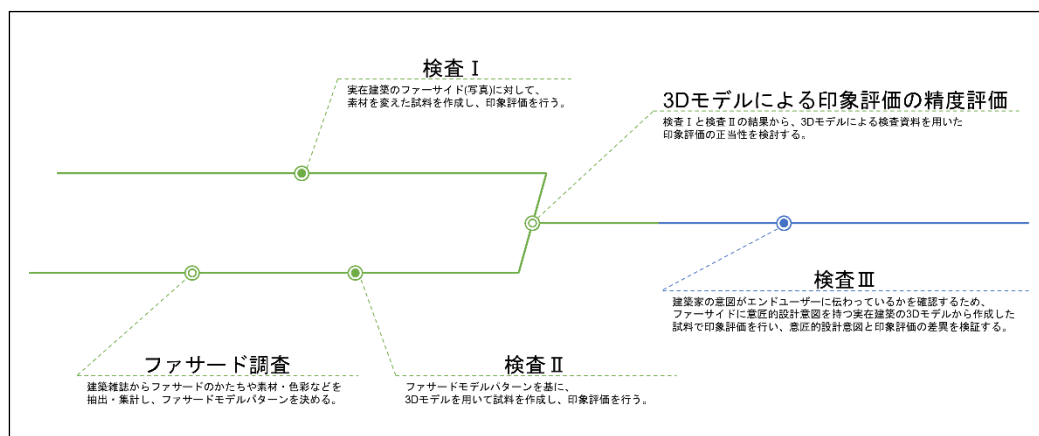 検査Ⅰ
実在建築のファーサイド(写真)に対して、
素材を変えた試料を作成し、印象評価を行う。
3Dモデルによる印象評価の精度評価
検査Ⅰと検査Ⅱの結果から、3Dモデルによる検査資料を用いた
印象評価の正当性を検討する。
検査Ⅲ
建築家の意図がエンドユーザーに伝わっているかを確認するため、
ファーサイドに意匠的設計意図を持つ実在建築の3Dモデルから作成した
試料で印象評価を行い、意匠的設計意図と印象評価の差異を検証する。
ファサード調査
建築雑誌からファサードのかたちや素材・色彩などを
抽出・集計し、ファサードモデルパターンを決める。
検査Ⅱ
ファサードモデルパターンを基に、
3Dモデルを用いて試料を作成し、印象評価を行う。